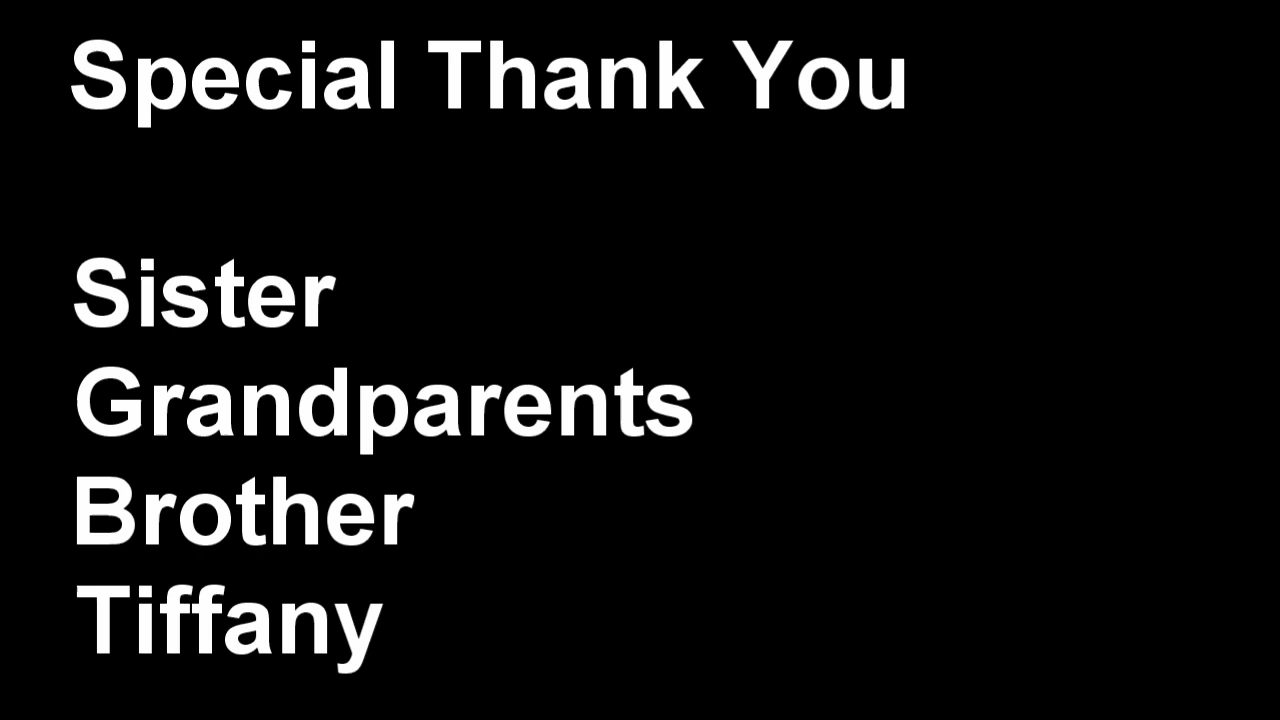 Special Thank You
Sister
Grandparents
Brother
Tiffany